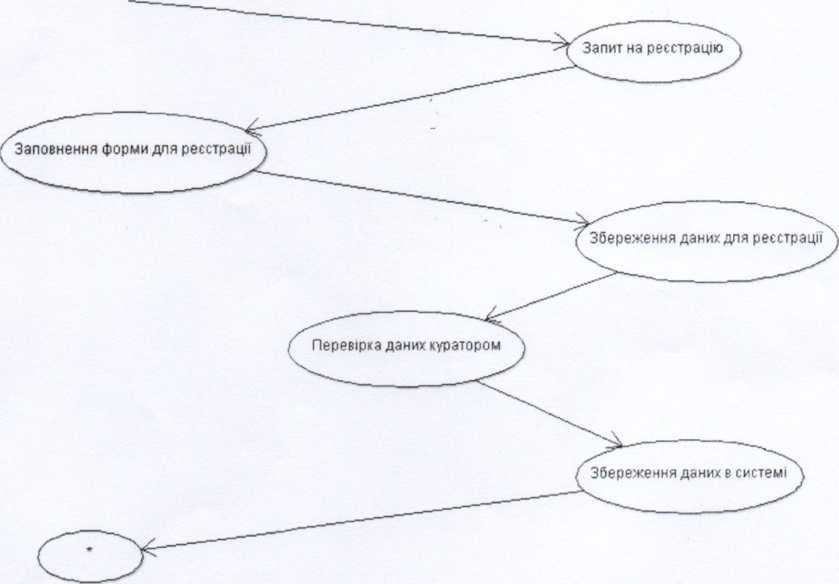 Запит на реєстрацію
Заповнення форми для реєстрації
Збереження даних для реєстрації
Перевірка даних куратором
Збереження даних в системі
*